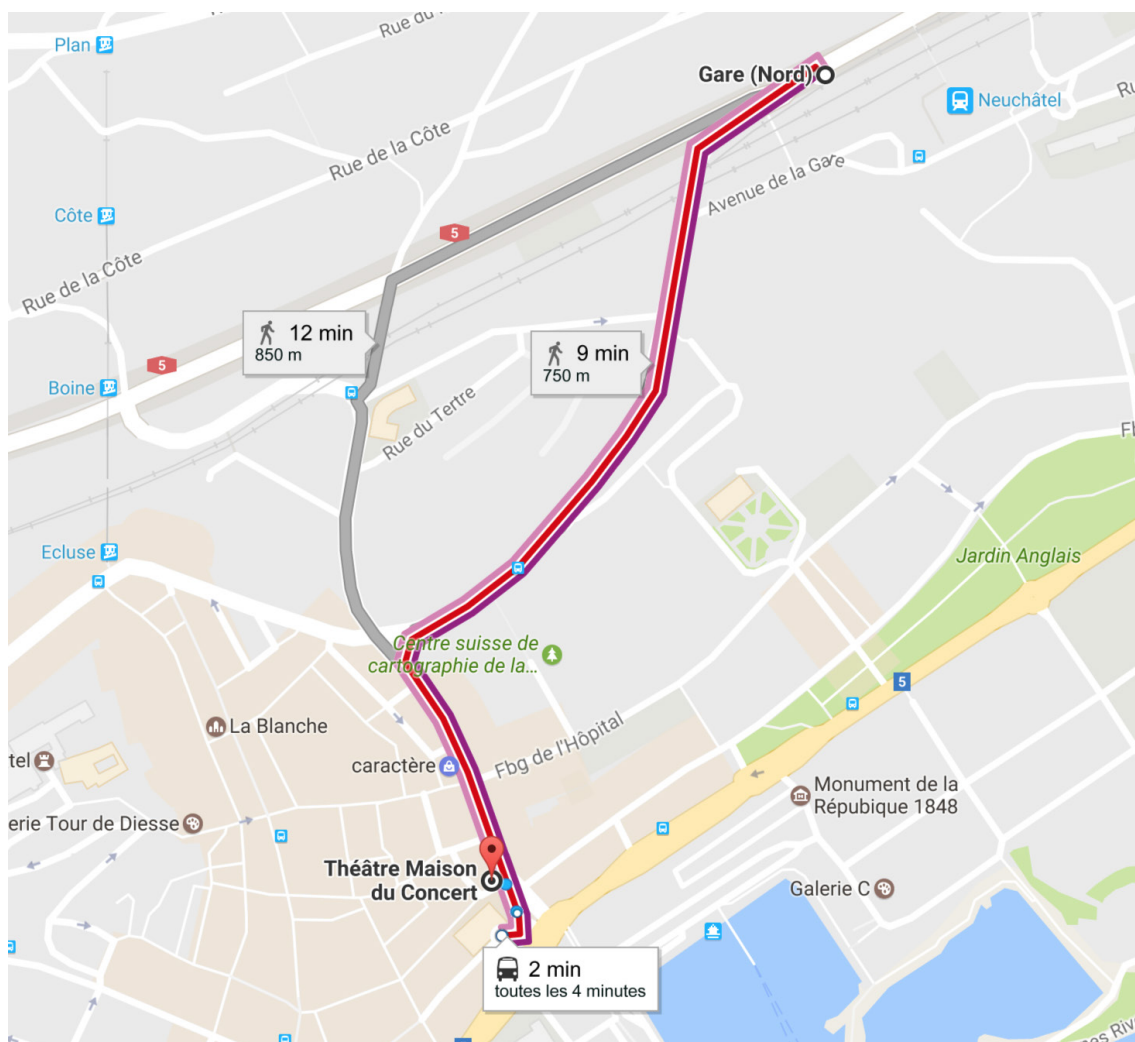 Rue du
Plan
Gare (Nord)
Neuchâtel
Rue de la Côte
Avenue de la Gare
Côte
5
Rue de la Côte
12 min
850 m
9 min
750 m
5
Boine
Rue du Tertre
Ecluse
Jardin Anglais
Centre suisse de
cartographie de la...
5
La Blanche
Fbg de l'Hôpital
caractère
Monument de la
Répubique 1848
erie Tour de Diesse
Théâtre Maison
du Concert
Galerie C
2 min
toutes les 4 minutes